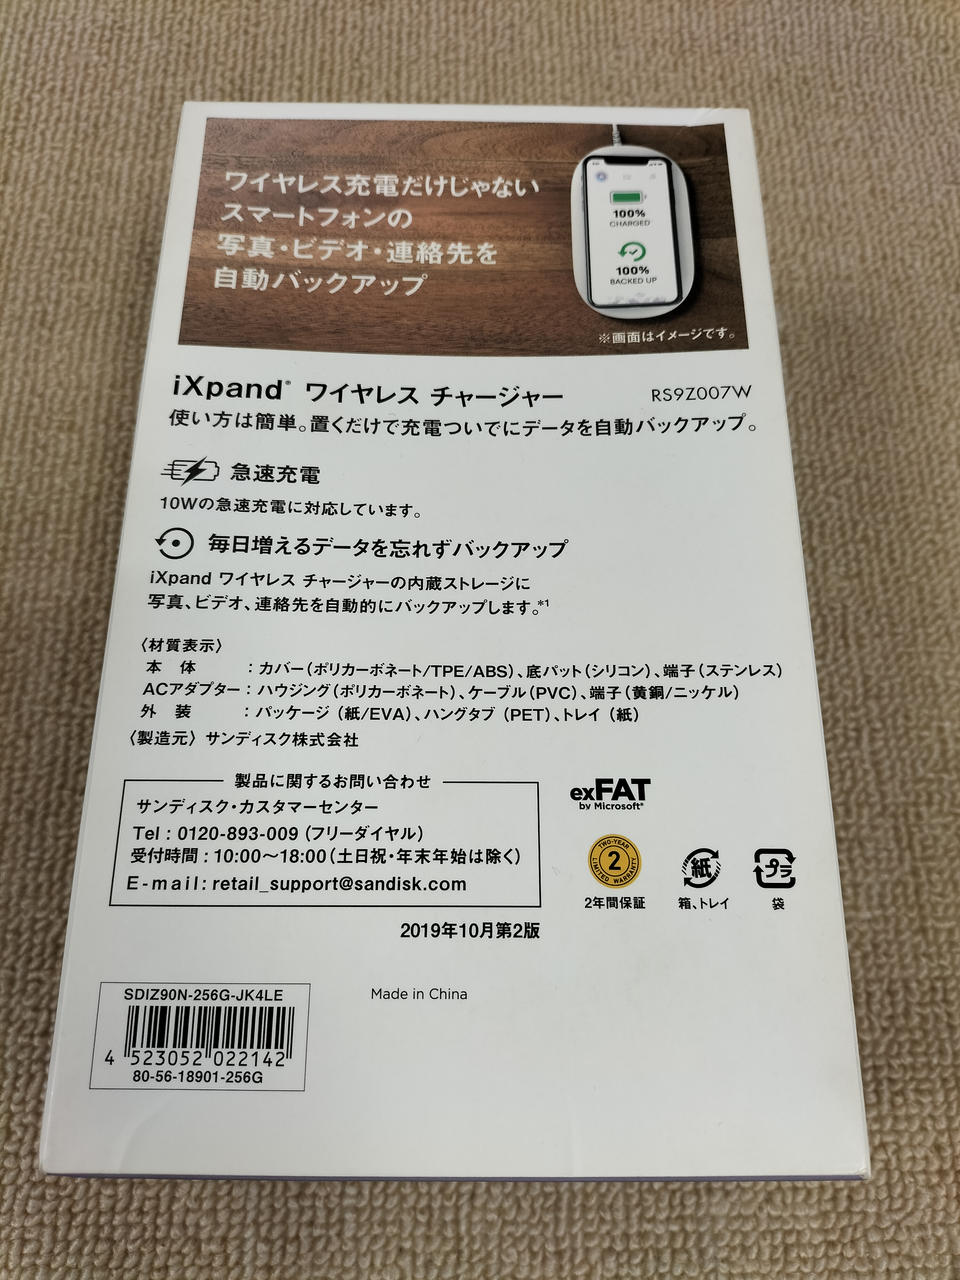 ワイヤレス充電だけじゃない
スマートフォンの
写真・ビデオ・連絡先を
自動バックアップ
100%
CHARGED
100%
BACKED UP
※画面はイメージです。
iXpand® ワイヤレス チャージャー
RS9Z007W
使い方は簡単。置くだけで充電ついでにデータを自動バックアップ。
急速充電
10Wの急速充電に対応しています。
毎日増えるデータを忘れずバックアップ
iXpand ワイヤレス チャージャーの内蔵ストレージに
写真、ビデオ、連絡先を自動的にバックアップします。*1
〈材質表示〉
本 体 : カバー(ポリカーボネート/TPE/ABS)、底パット(シリコン)、端子(ステンレス)
ACアダプター : ハウジング(ポリカーボネート)、ケーブル(PVC)、端子(黄銅/ニッケル)
外 装 : パッケージ (紙/EVA)、ハングタブ (PET)、トレイ (紙)
〈製造元〉 サンディスク株式会社
製品に関するお問い合わせ
サンディスク・カスタマーセンター
Tel : 0120-893-009 (フリーダイヤル)
受付時間 : 10:00〜18:00(土日祝・年末年始は除く)
E-mail: retail_support@sandisk.com
exFAT
by Microsoft®
TWO-YEAR
2
LIMITED WARRANTY
2年間保証
紙
箱、トレイ
プラ
袋
2019年10月第2版
SDIZ90N-256G-JK4LE
4 523052 022142
80-56-18901-256G
Made in China